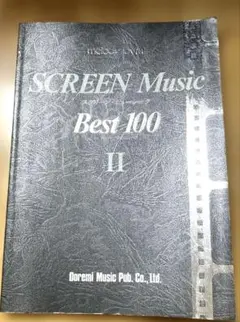 SCREEN Music
Best 100
II
Doremi Music Pub. Co., Ltd.